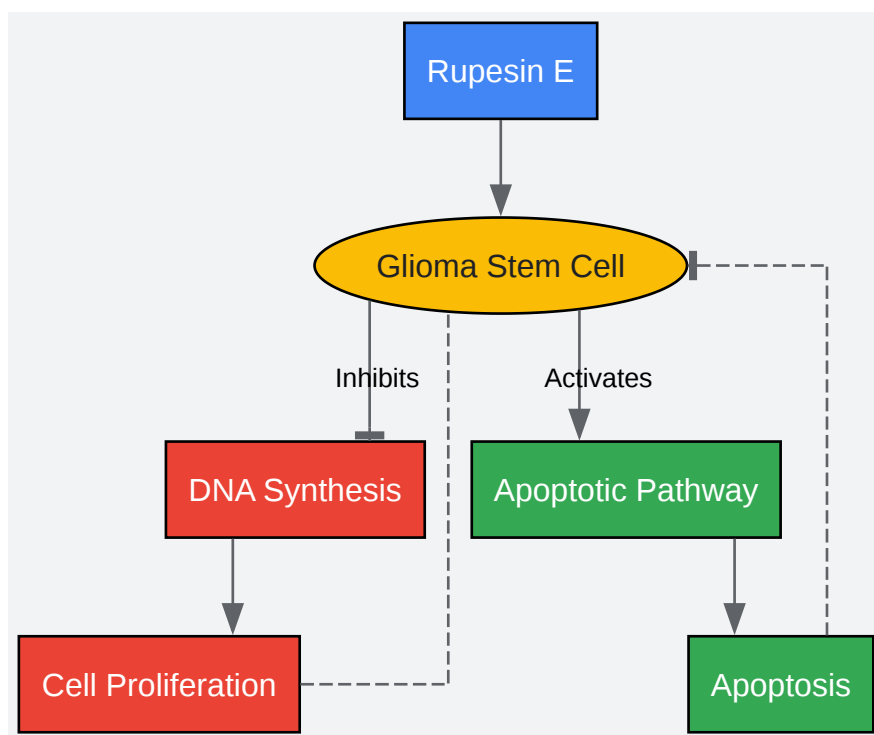 Rupesin E
Glioma Stem Cell
Inhibits
Activates
DNA Synthesis
Apoptotic Pathway
Cell Proliferation
Apoptosis